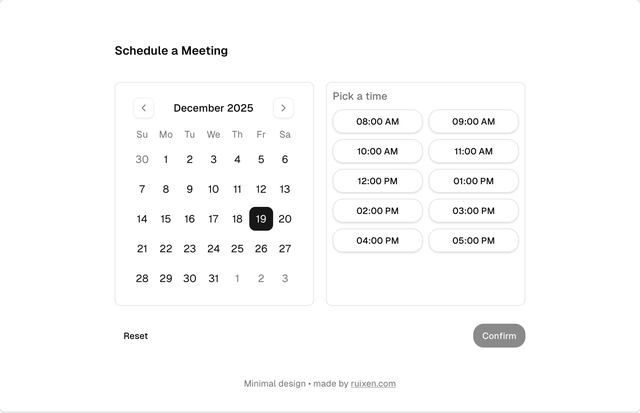 Schedule a Meeting
December 2025
Su Mo Tu We Th Fr Sa
30 1 2 3 4 5 6
7 8 9 10 11 12 13
14 15 16 17 18 19 20
21 22 23 24 25 26 27
28 29 30 31 1 2 3
Pick a time
08:00 AM 09:00 AM
10:00 AM 11:00 AM
12:00 PM 01:00 PM
02:00 PM 03:00 PM
04:00 PM 05:00 PM
Reset
Confirm
Minimal design • made by ruixen.com